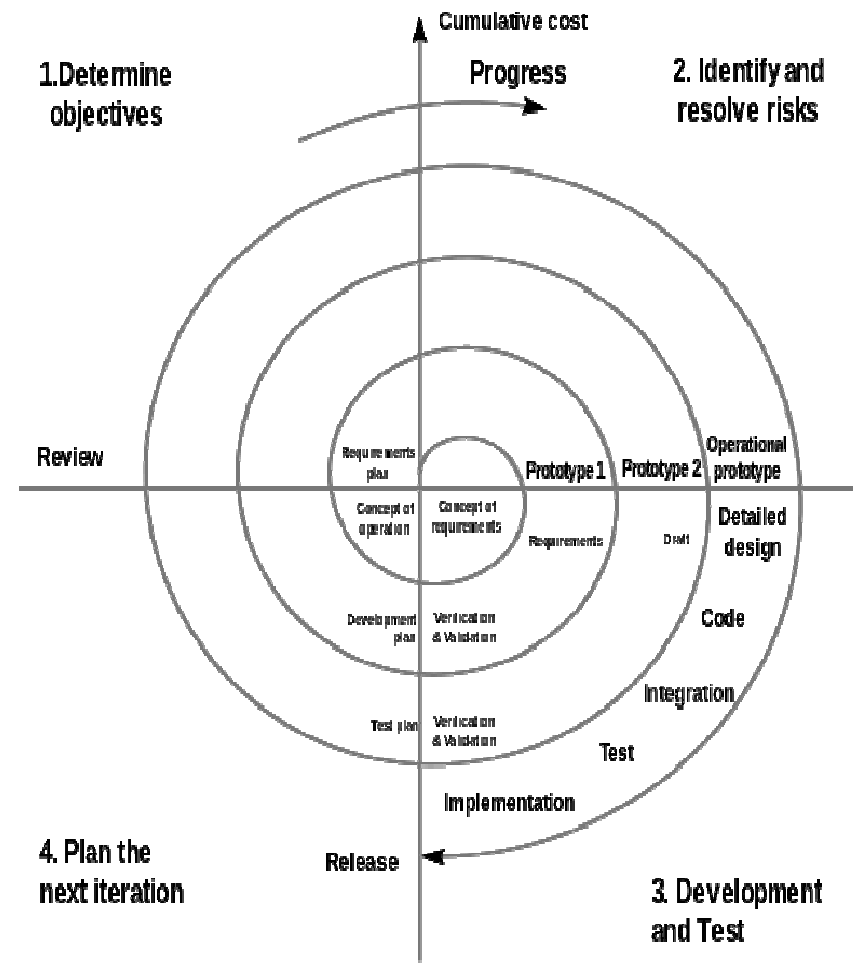 Cumulative cost
Progress
1.Determine
objectives
2. Identify and
resolve risks
Review
Requirements
plan
Prototype 1
Prototype 2
Operational
prototype
Concept of
operation
Concept of
requirements
Requirements
Draft
Detailed
design
Development
plan
Verification
& Validation
Code
Integration
Test plan
Verification
& Validation
Test
Implementation
Release
4. Plan the
next iteration
3. Development
and Test